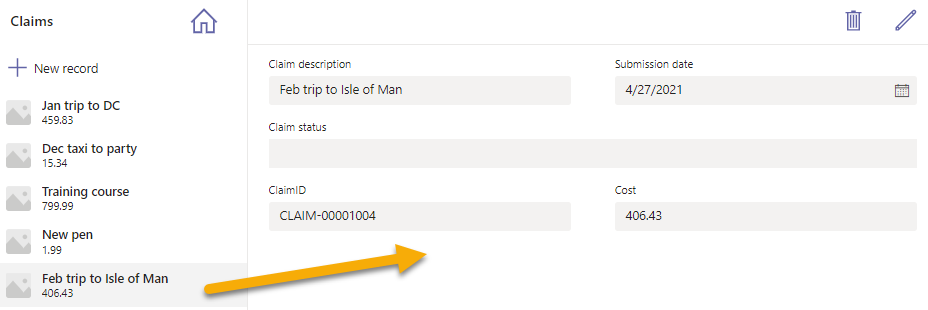 Claims
New record
Jan trip to DC
459.83
Dec taxi to party
15.34
Training course
799.99
New pen
1.99
Feb trip to Isle of Man
406.43
Claim description
Submission date
Feb trip to Isle of Man
4/27/2021
Claim status
ClaimID
Cost
CLAIM-00001004
406.43